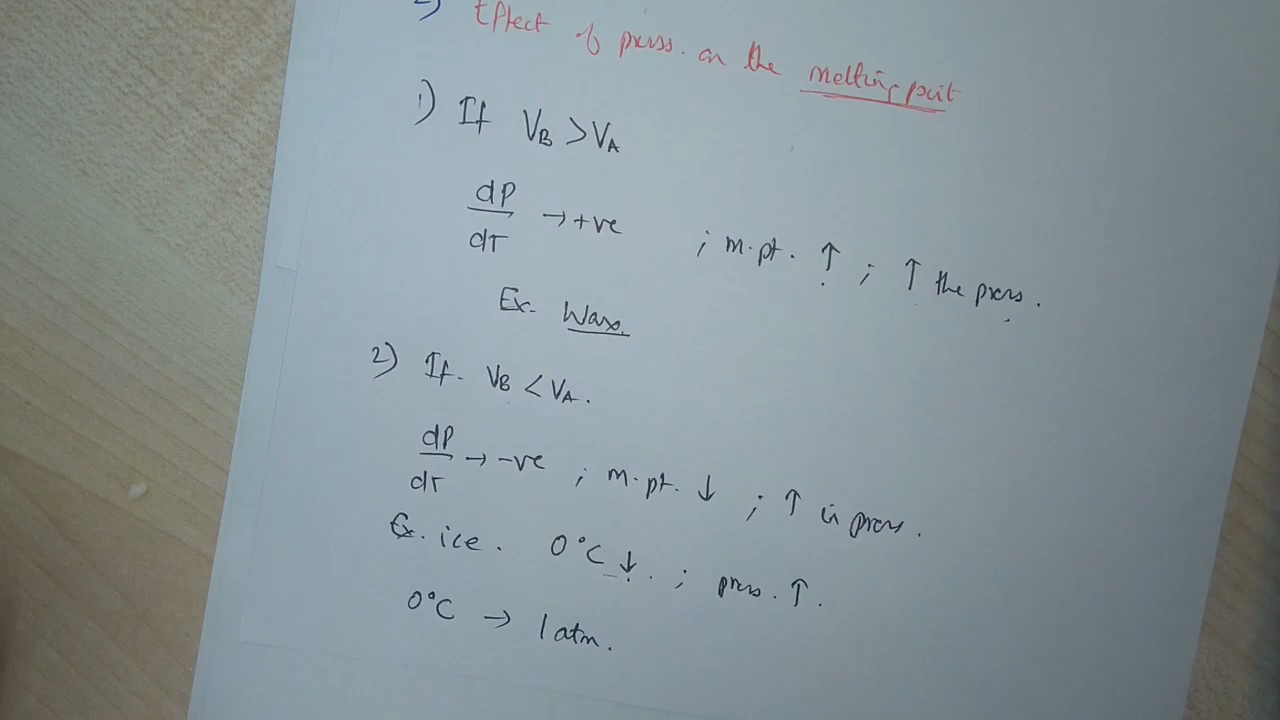 2) Effect of press. on the melting point
1) If V_B > V_A
dP/dT → +ve ; m.pt. ↑ ; ↑ the press.
Ex. Wax.
2) If. V_B < V_A.
dP/dT → -ve ; m.pt. ↓ ; ↑ in press.
Ex. ice. 0°C ↓. ; press. ↑.
0°C → 1 atm.